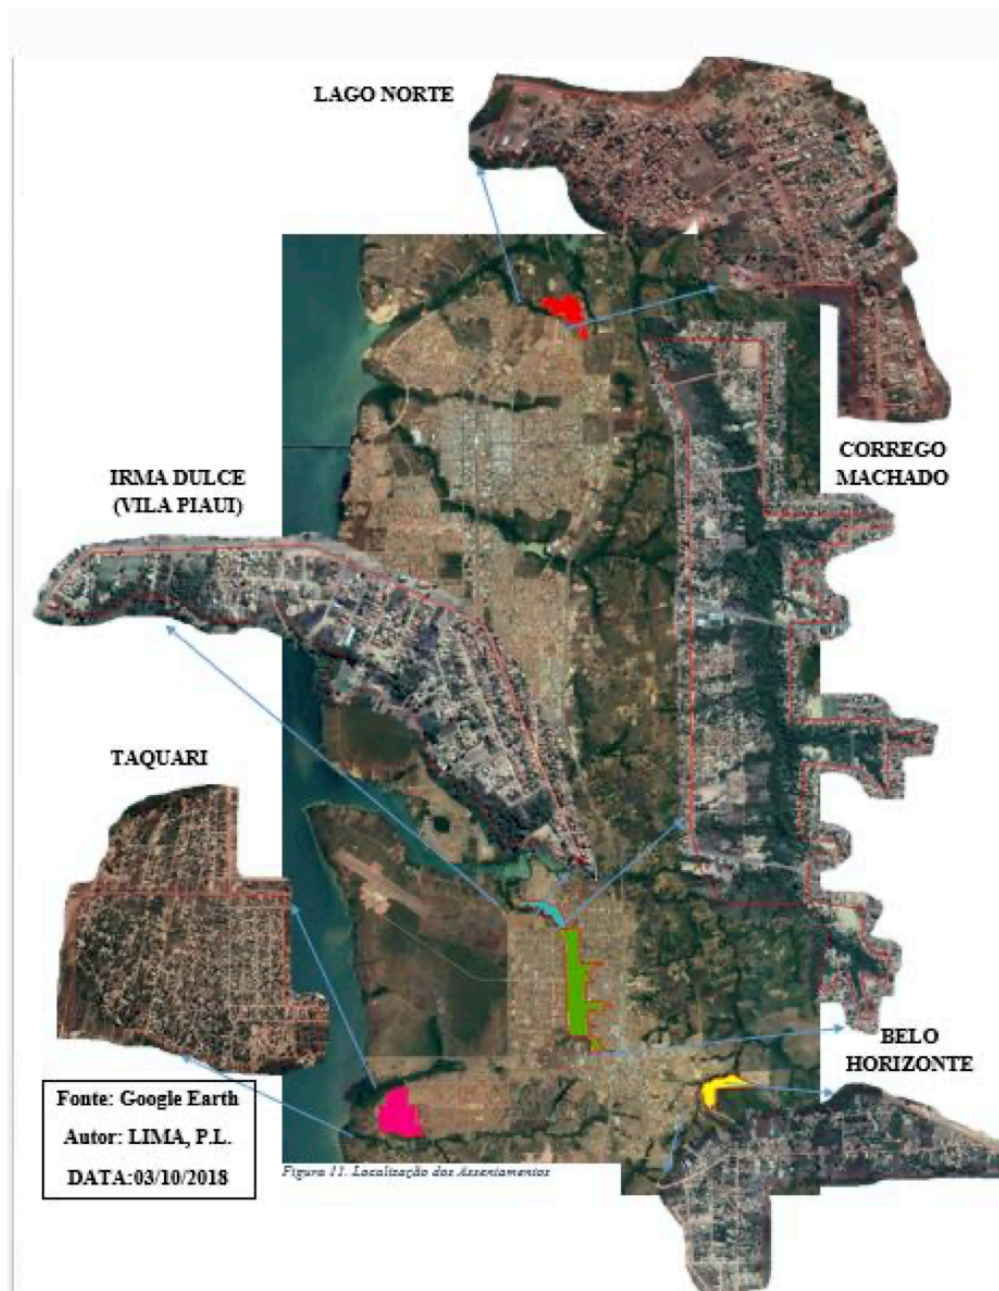 LAGO NORTE
CORREGO
MACHADO
IRMA DULCE
(VILA PIAUI)
TAQUARI
BELO
HORIZONTE
Fonte: Google Earth
Autor: LIMA, P.L.
DATA:03/10/2018
Figura 11. Localização dos Assentamentos